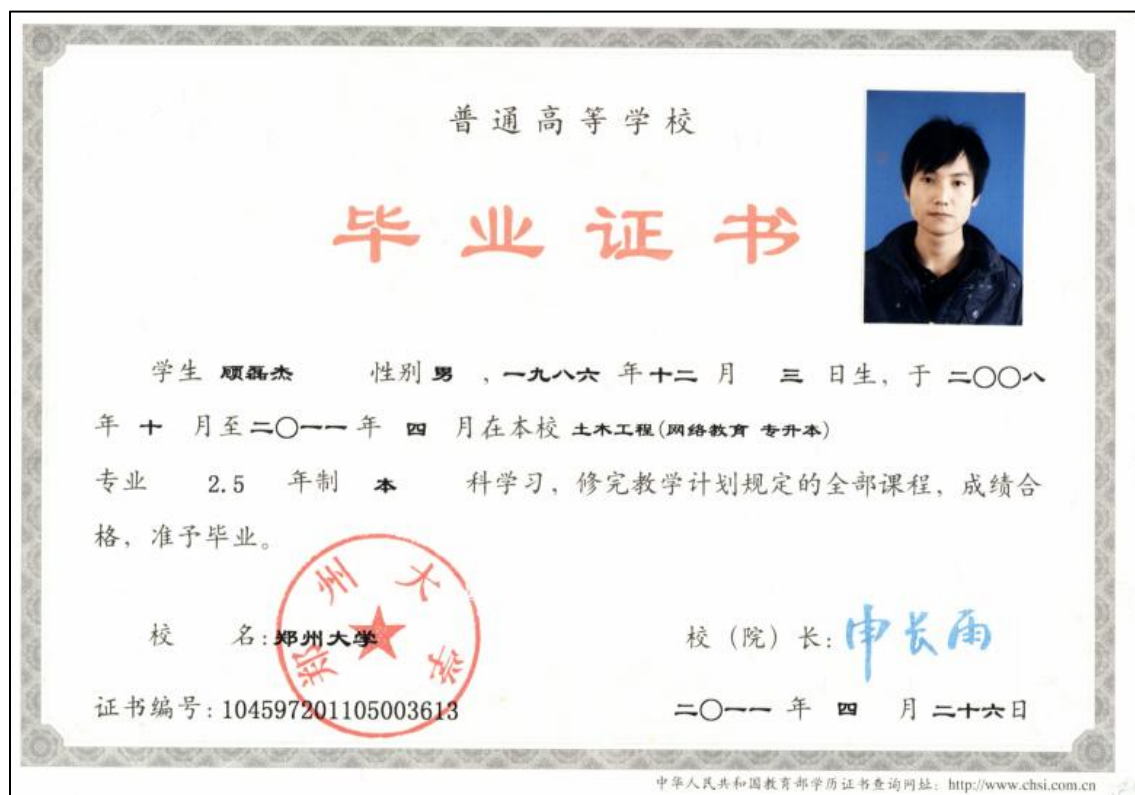 普通高等学校
毕业证书
学生 顾磊杰 性别 男 ，一九八六 年 十二 月 三 日生，于 二〇〇八
年 十 月至 二〇一一 年 四 月在本校 土木工程(网络教育 专升本)
专业 2.5 年制 本 科学习，修完教学计划规定的全部课程，成绩合
格，准予毕业。
郑州大学
校 名：郑州大学 校（院）长：申长雨
证书编号：104597201105003613 二〇一一 年 四 月 二十六日
中华人民共和国教育部学历证书查询网址：http://www.chsi.com.cn